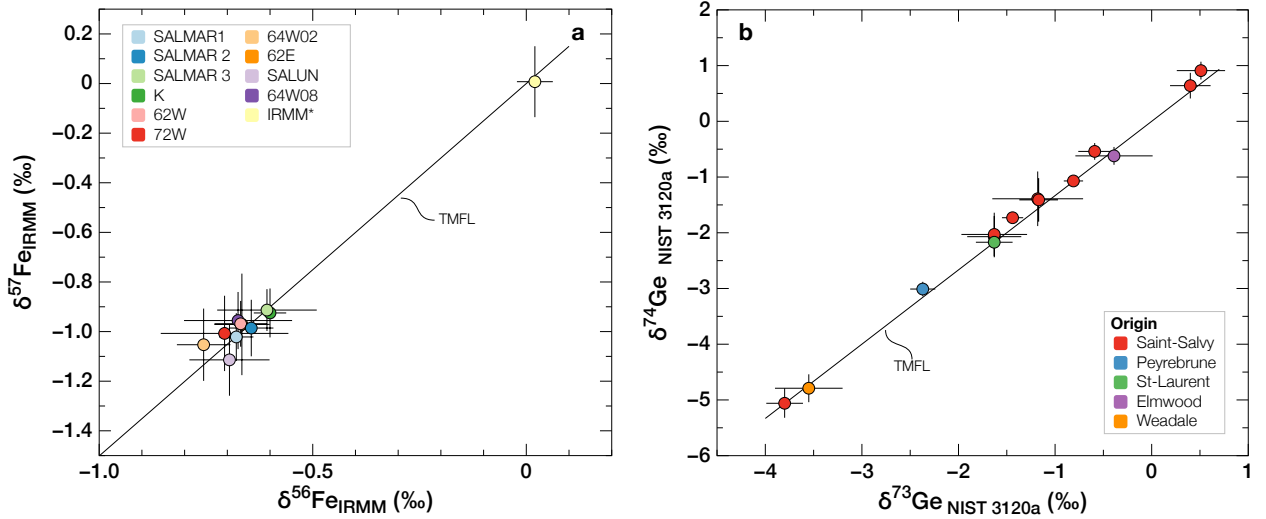 a
SALMAR1
SALMAR 2
SALMAR 3
K
62W
72W
64W02
62E
SALUN
64W08
IRMM*
TMFL
0.2
0
−0.2
−0.4
−0.6
−0.8
−1.0
−1.2
−1.4
δ57FeIRMM (‰)
−1.0
−0.5
0
δ56FeIRMM (‰)
b
TMFL
Origin
Saint-Salvy
Peyrebrune
St-Laurent
Elmwood
Weadale
2
1
0
−1
−2
−3
−4
−5
−6
δ74Ge NIST 3120a (‰)
−4
−3
−2
−1
0
1
δ73Ge NIST 3120a (‰)